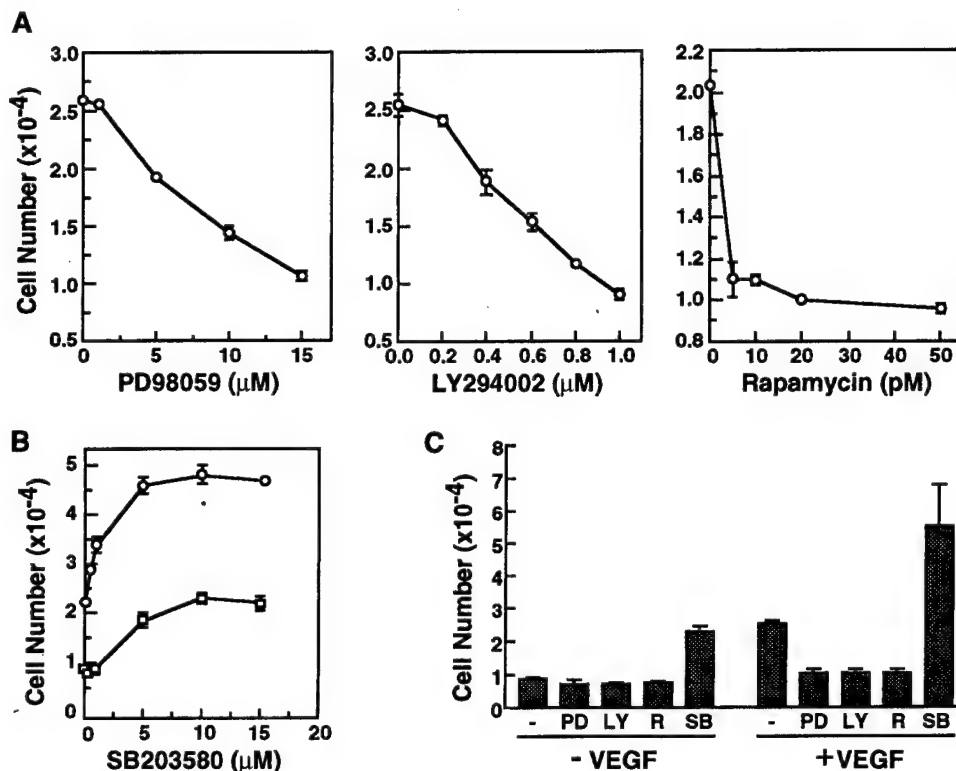 A
Cell Number (x10-4)
3.0
2.5
2.0
1.5
1.0
0.5
0 5 10 15
PD98059 (μM)
3.0
2.5
2.0
1.5
1.0
0.5
0.0 0.2 0.4 0.6 0.8 1.0
LY294002 (μM)
2.2
2.0
1.8
1.6
1.4
1.2
1.0
0.8
0 10 20 30 40 50
Rapamycin (pM)
B
Cell Number (x10-4)
5
4
3
2
1
0
0 5 10 15 20
SB203580 (μM)
C
Cell Number (x10-4)
8
7
6
5
4
3
2
1
0
- PD LY R SB - PD LY R SB
- VEGF +VEGF